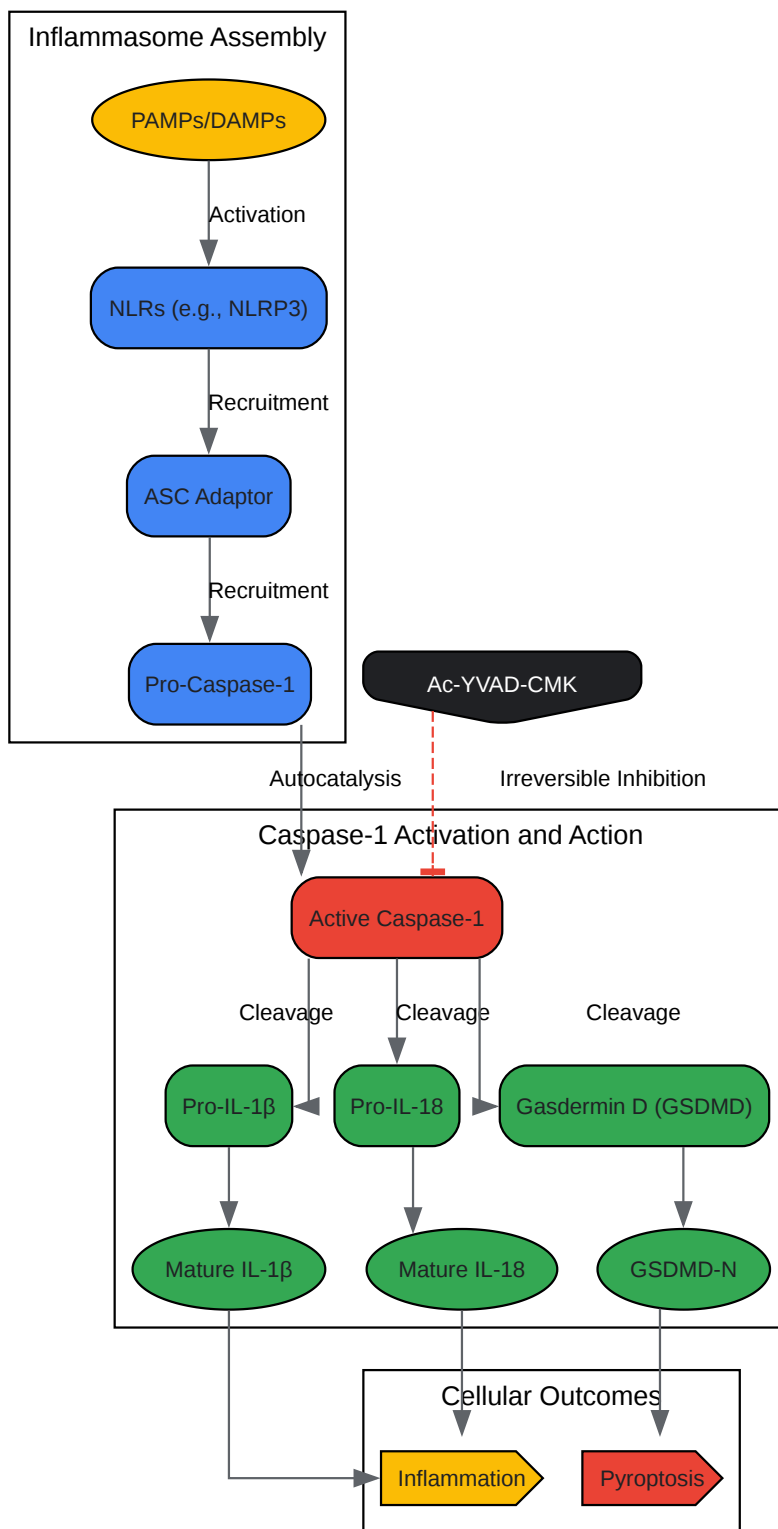 Inflammasome Assembly
PAMPs/DAMPs
Activation
NLRs (e.g., NLRP3)
Recruitment
ASC Adaptor
Recruitment
Pro-Caspase-1
Ac-YVAD-CMK
Autocatalysis
Irreversible Inhibition
Caspase-1 Activation and Action
Active Caspase-1
Cleavage
Cleavage
Cleavage
Pro-IL-1β
Pro-IL-18
Gasdermin D (GSDMD)
Mature IL-1β
Mature IL-18
GSDMD-N
Cellular Outcomes
Inflammation
Pyroptosis